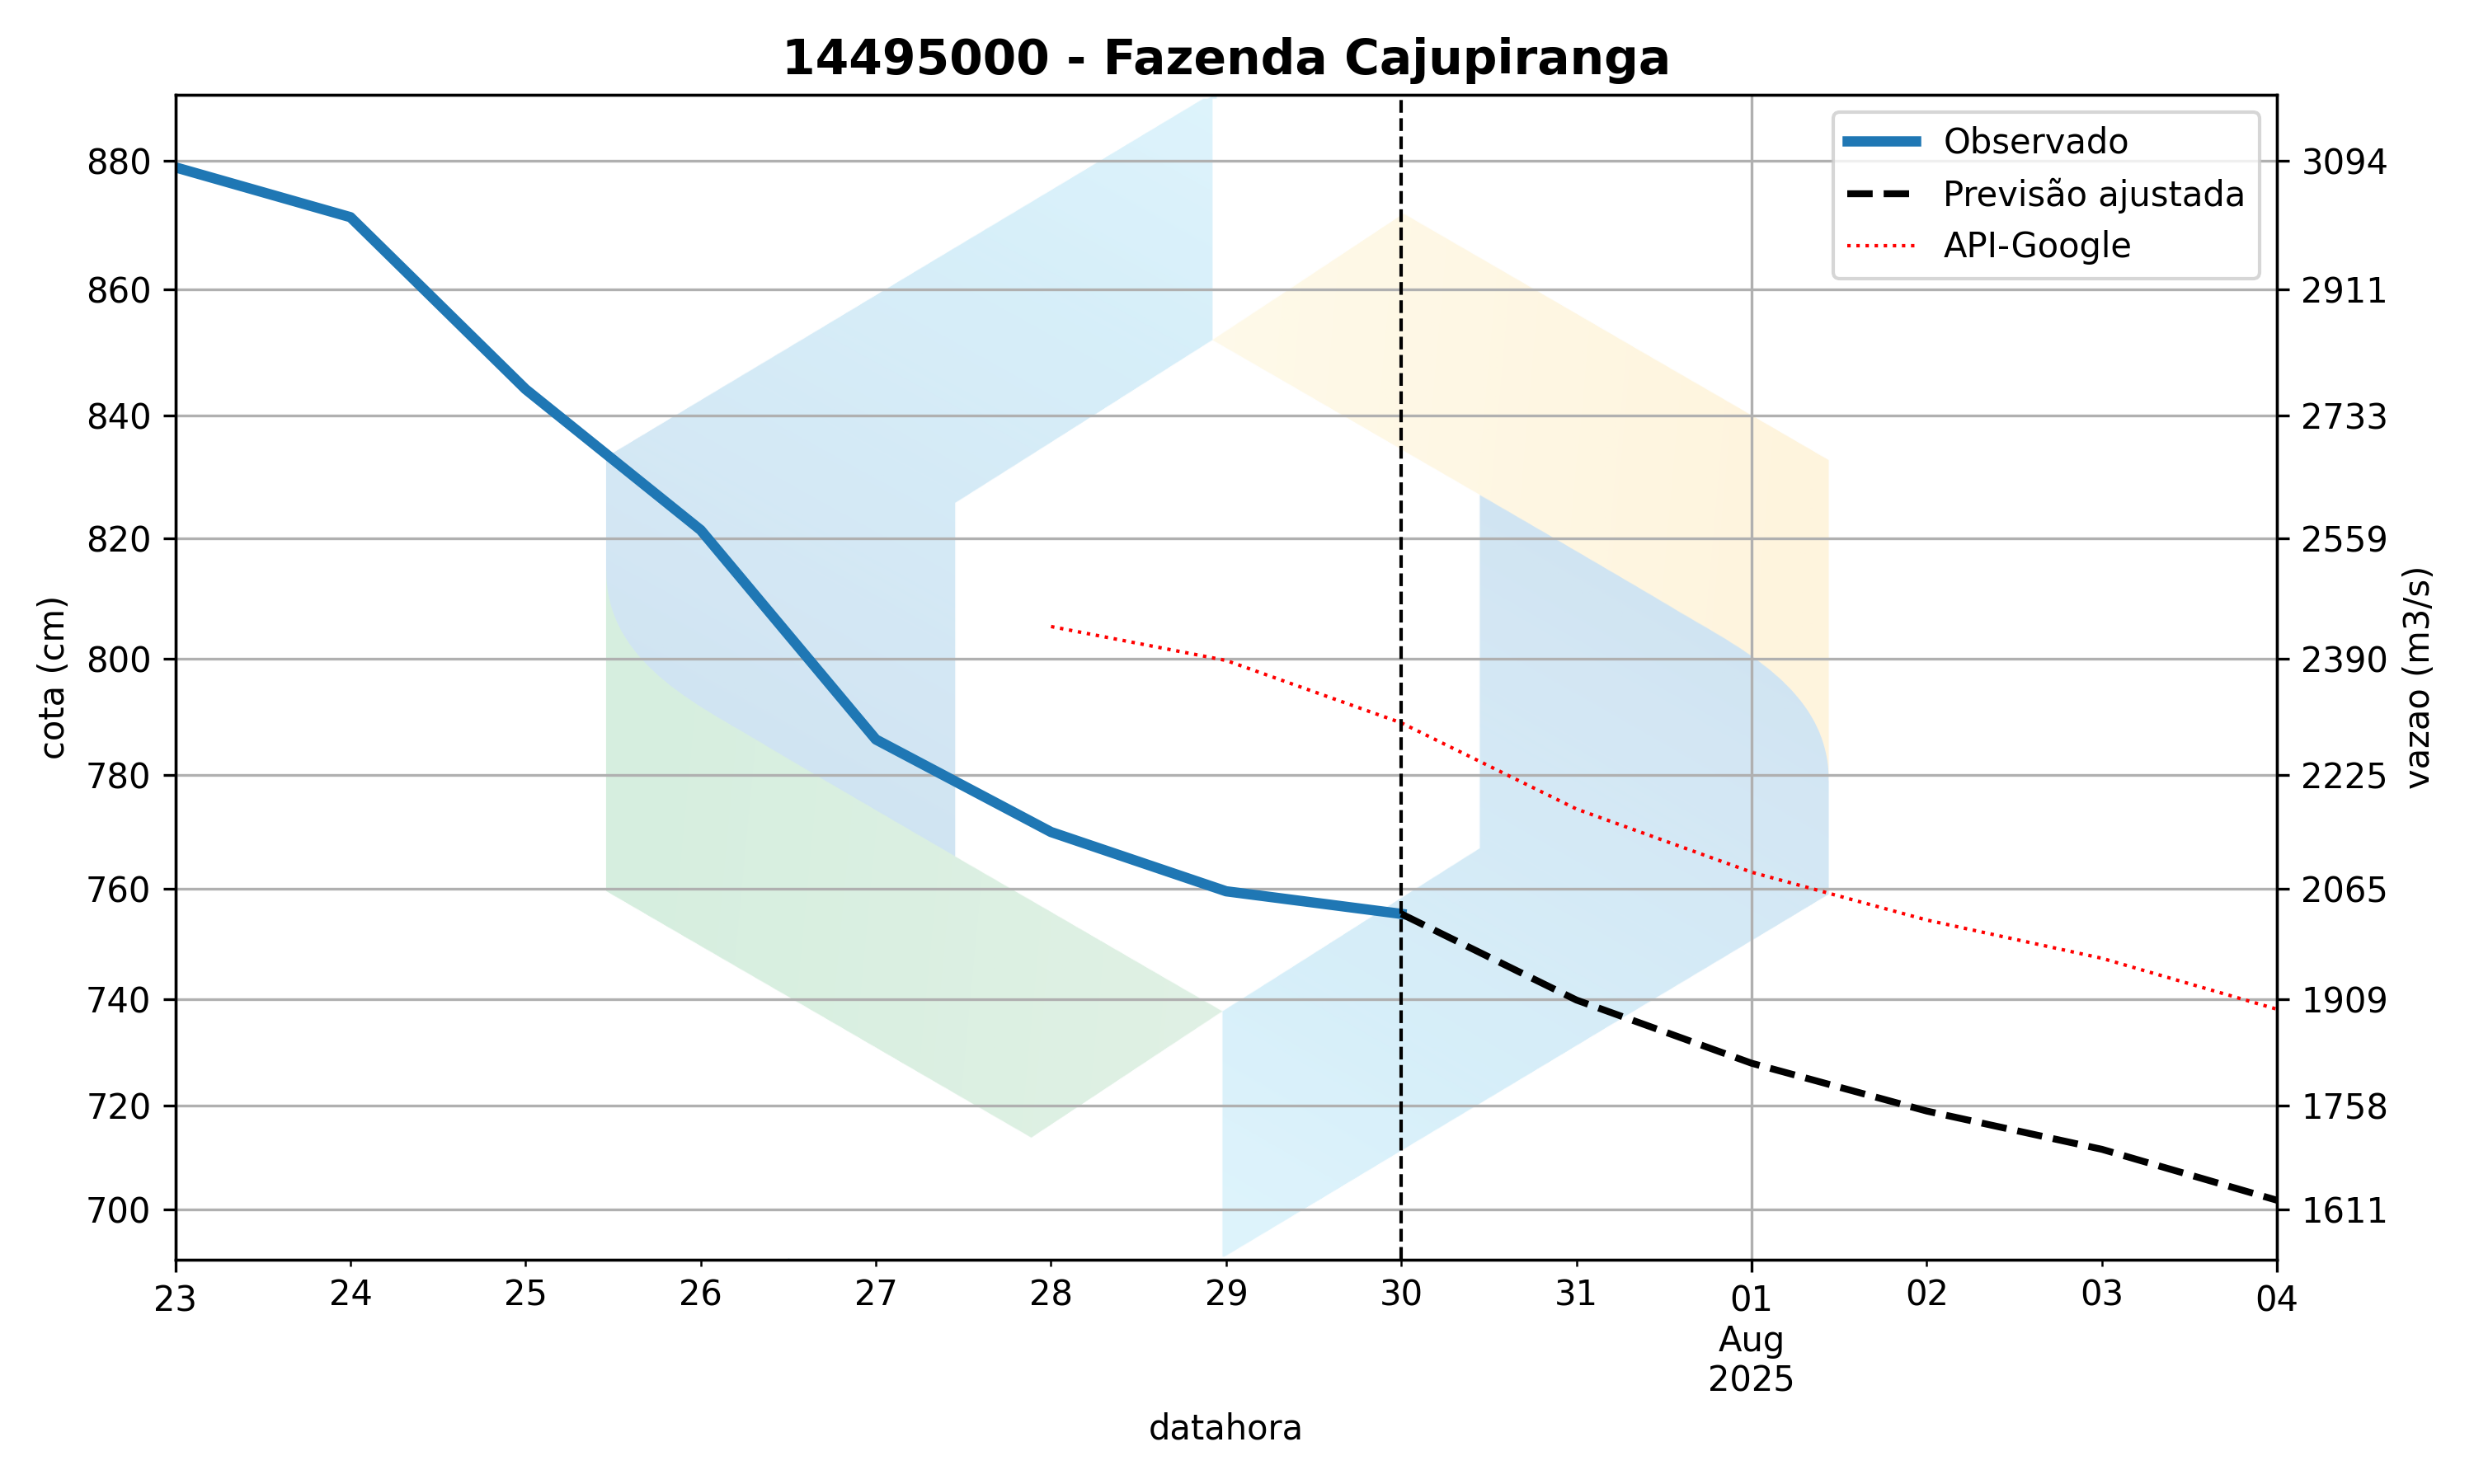 14495000 - Fazenda Cajupiranga
Observado
Previsão ajustada
API-Google
cota (cm)
880
860
840
820
800
780
760
740
720
700
vazao (m3/s)
3094
2911
2733
2559
2390
2225
2065
1909
1758
1611
23 24 25 26 27 28 29 30 31 01 02 03 04
Aug
2025
datahora